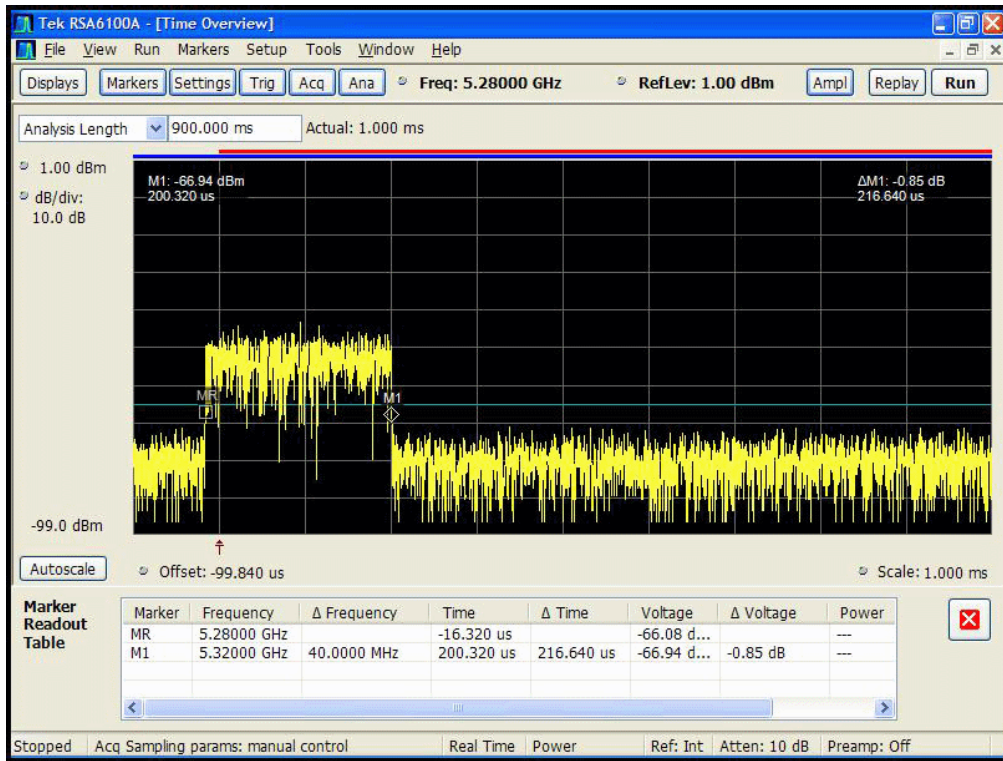 Tek RSA6100A - [Time Overview]
File View Run Markers Setup Tools Window Help
Displays Markers Settings Trig Acq Ana Freq: 5.28000 GHz RefLev: 1.00 dBm Ampl Replay Run
Analysis Length 900.000 ms Actual: 1.000 ms
1.00 dBm
dB/div:
10.0 dB
-99.0 dBm
M1: -66.94 dBm
200.320 us
ΔM1: -0.85 dB
216.640 us
MR
M1
Autoscale Offset: -99.840 us Scale: 1.000 ms
Marker
Readout
Table
Marker Frequency Δ Frequency Time Δ Time Voltage Δ Voltage Power
MR 5.28000 GHz -16.320 us -66.08 d... ---
M1 5.32000 GHz 40.0000 MHz 200.320 us 216.640 us -66.94 d... -0.85 dB ---
Stopped Acq Sampling params: manual control Real Time Power Ref: Int Atten: 10 dB Preamp: Off